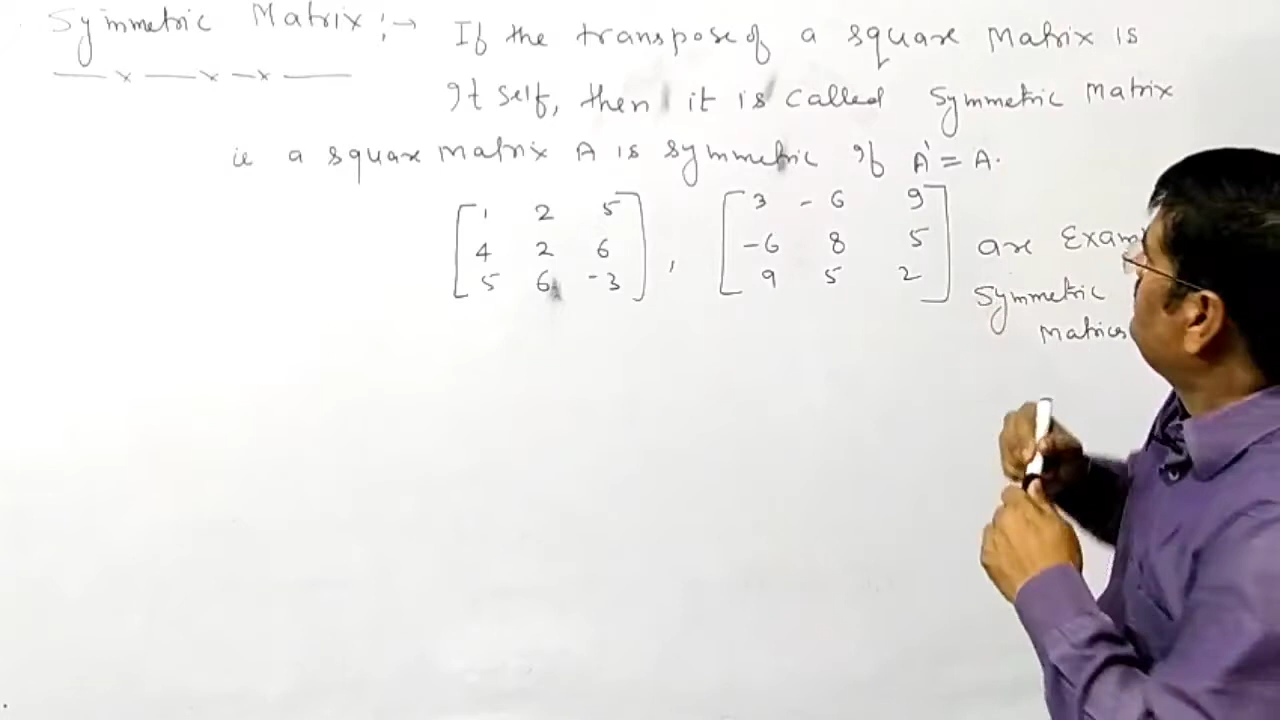 Symmetric Matrix :→ If the transpose of a square Matrix is
It self, then it is called Symmetric Matrix
ie a square matrix A is symmetric if A' = A.
[1 2 5], [3 -6 9]
[4 2 6] [-6 8 5] are
[5 6 -3] [9 5 2] Symmetric
Matrices